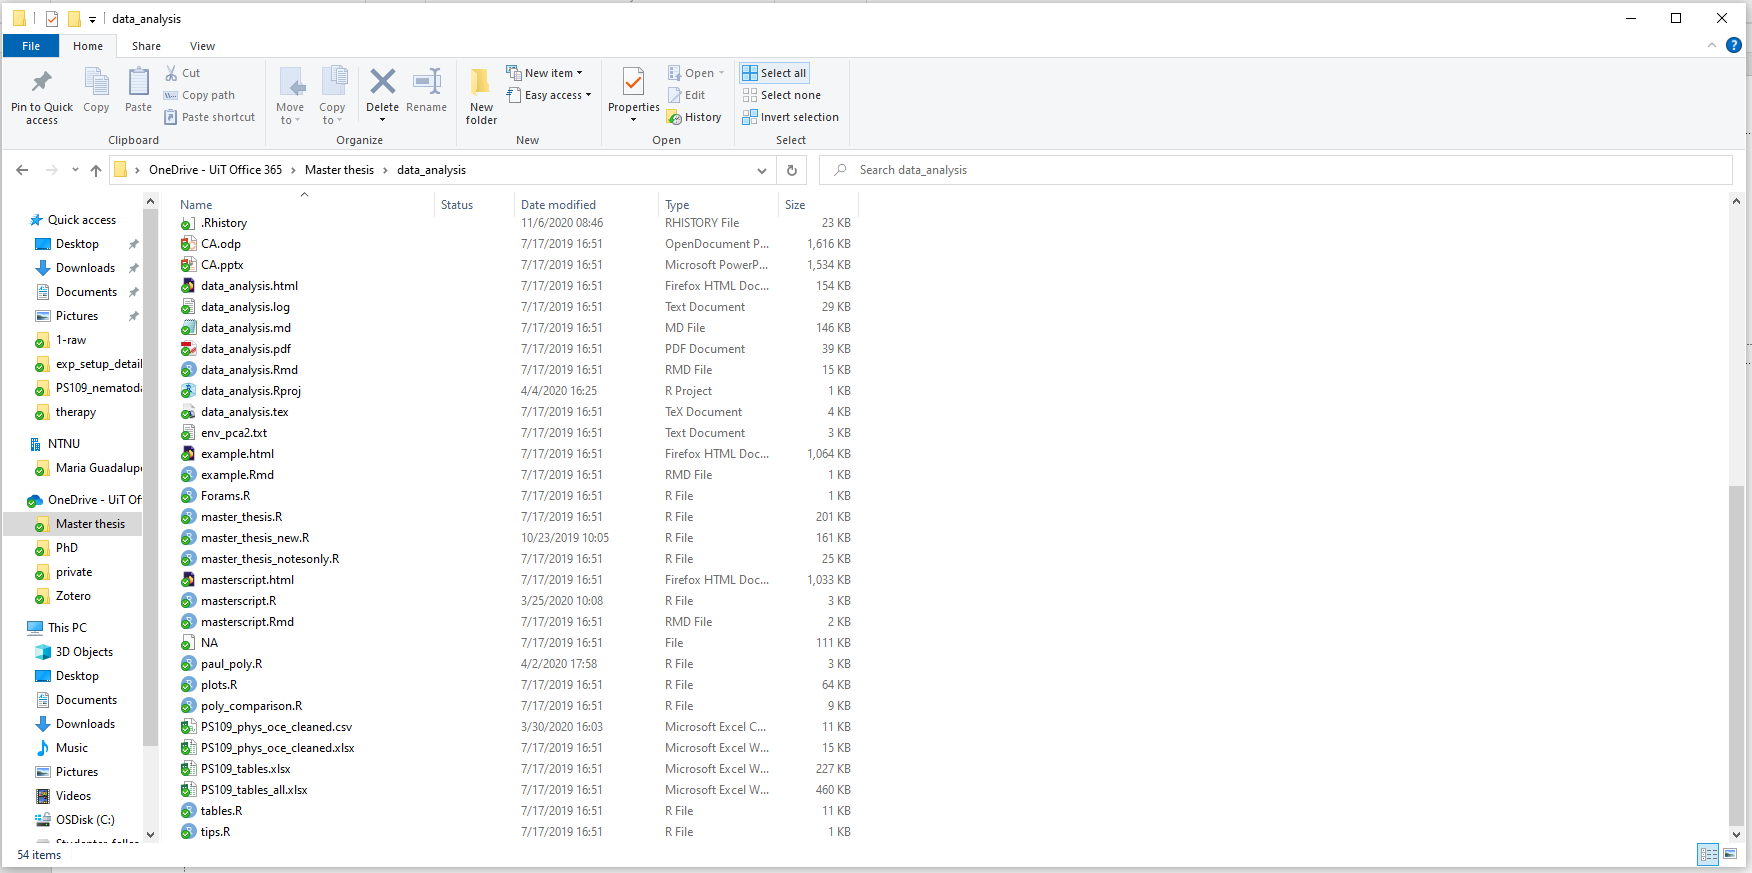 data_analysis
File Home Share View
Pin to Quick access
Copy
Paste
Cut
Copy path
Paste shortcut
Clipboard
Move to
Copy to
Delete
Rename
Organize
New folder
New item
Easy access
New
Properties
Open
Edit
History
Open
Select all
Select none
Invert selection
Select
OneDrive - UiT Office 365 Master thesis data_analysis
Search data_analysis
Quick access
Desktop
Downloads
Documents
Pictures
1-raw
exp_setup_detail
PS109_nematoda
therapy
NTNU
Maria Guadalupe
OneDrive - UiT Of
Master thesis
PhD
private
Zotero
This PC
3D Objects
Desktop
Documents
Downloads
Music
Pictures
Videos
OSDisk (C:)
Name Status Date modified Type Size
.Rhistory 11/6/2020 08:46 RHISTORY File 23 KB
CA.odp 7/17/2019 16:51 OpenDocument P... 1,616 KB
CA.pptx 7/17/2019 16:51 Microsoft PowerP... 1,534 KB
data_analysis.html 7/17/2019 16:51 Firefox HTML Doc... 154 KB
data_analysis.log 7/17/2019 16:51 Text Document 29 KB
data_analysis.md 7/17/2019 16:51 MD File 146 KB
data_analysis.pdf 7/17/2019 16:51 PDF Document 39 KB
data_analysis.Rmd 7/17/2019 16:51 RMD File 15 KB
data_analysis.Rproj 4/4/2020 16:25 R Project 1 KB
data_analysis.tex 7/17/2019 16:51 TeX Document 4 KB
env_pca2.txt 7/17/2019 16:51 Text Document 3 KB
example.html 7/17/2019 16:51 Firefox HTML Doc... 1,064 KB
example.Rmd 7/17/2019 16:51 RMD File 1 KB
Forams.R 7/17/2019 16:51 R File 1 KB
master_thesis.R 7/17/2019 16:51 R File 201 KB
master_thesis_new.R 10/23/2019 10:05 R File 161 KB
master_thesis_notesonly.R 7/17/2019 16:51 R File 25 KB
masterscript.html 7/17/2019 16:51 Firefox HTML Doc... 1,033 KB
masterscript.R 3/25/2020 10:08 R File 3 KB
masterscript.Rmd 7/17/2019 16:51 RMD File 2 KB
NA 7/17/2019 16:51 File 111 KB
paul_poly.R 4/2/2020 17:58 R File 3 KB
plots.R 7/17/2019 16:51 R File 64 KB
poly_comparison.R 7/17/2019 16:51 R File 9 KB
PS109_phys_oce_cleaned.csv 3/30/2020 16:03 Microsoft Excel C... 11 KB
PS109_phys_oce_cleaned.xlsx 7/17/2019 16:51 Microsoft Excel W... 15 KB
PS109_tables.xlsx 7/17/2019 16:51 Microsoft Excel W... 227 KB
PS109_tables_all.xlsx 7/17/2019 16:51 Microsoft Excel W... 460 KB
tables.R 7/17/2019 16:51 R File 11 KB
tips.R 7/17/2019 16:51 R File 1 KB
54 items